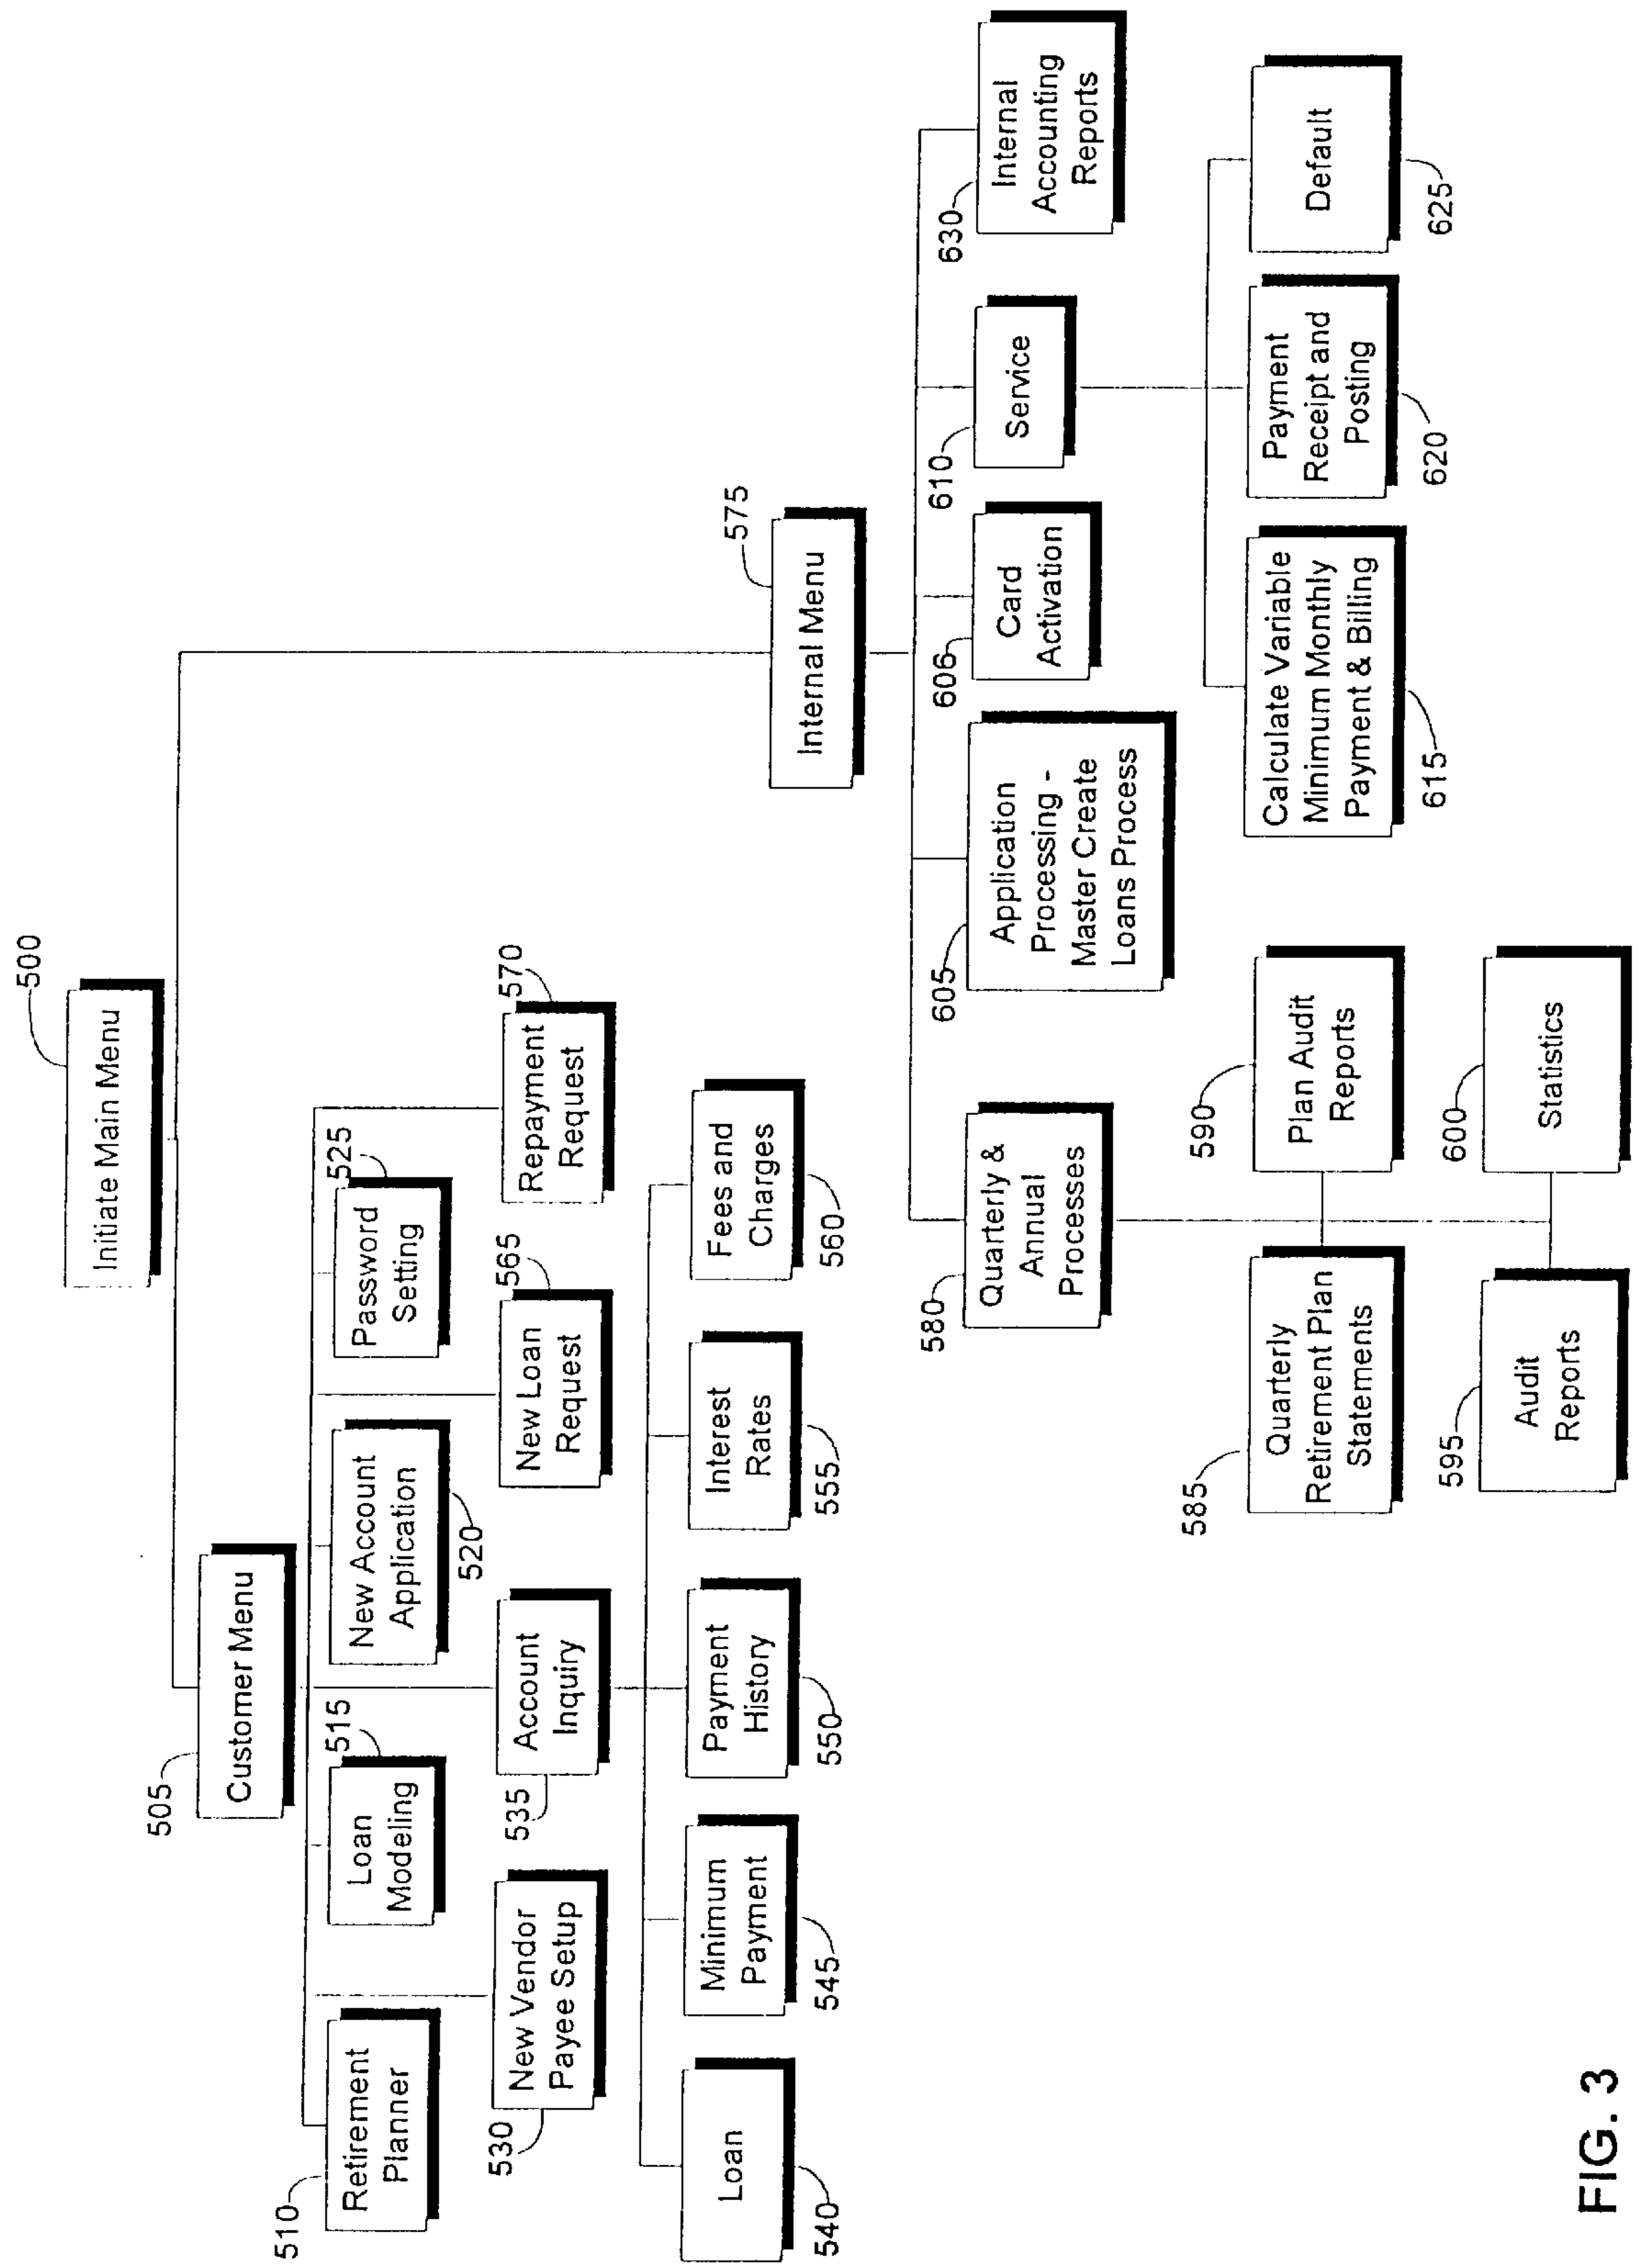 500
Initiate Main Menu
505
Customer Menu
510
Retirement
Planner
515
Loan
Modeling
520
New Account
Application
525
Password
Setting
530
New Vendor
Payee Setup
535
Account
Inquiry
565
New Loan
Request
570
Repayment
Request
540
Loan
545
Minimum
Payment
550
Payment
History
555
Interest
Rates
560
Fees and
Charges
575
Internal Menu
580
Quarterly &
Annual
Processes
605
Application
Processing -
Master Create
Loans Process
606
Card
Activation
610
Service
630
Internal
Accounting
Reports
585
Quarterly
Retirement Plan
Statements
590
Plan Audit
Reports
595
Audit
Reports
600
Statistics
615
Calculate Variable
Minimum Monthly
Payment & Billing
620
Payment
Receipt and
Posting
625
Default
FIG. 3